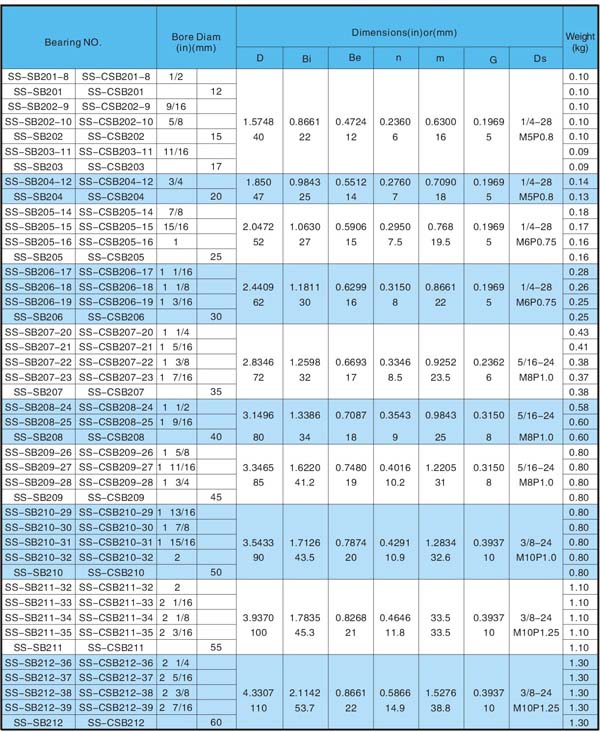 Bearing NO. Bore Diam (in)(mm) Dimensions(in)or(mm) Weight (kg)
D Bi Be n m G Ds
SS-SB201-8 SS-CSB201-8 1/2 0.10
SS-SB201 SS-CSB201 12 0.10
SS-SB202-9 SS-CSB202-9 9/16 0.10
SS-SB202-10 SS-CSB202-10 5/8 1.5748 0.8661 0.4724 0.2360 0.6300 0.1969 1/4-28 0.10
SS-SB202 SS-CSB202 15 40 22 12 6 16 5 M5P0.8 0.10
SS-SB203-11 SS-CSB203-11 11/16 0.09
SS-SB203 SS-CSB203 17 0.09
SS-SB204-12 SS-CSB204-12 3/4 1.850 0.9843 0.5512 0.2760 0.7090 0.1969 1/4-28 0.14
SS-SB204 SS-CSB204 20 47 25 14 7 18 5 M5P0.8 0.13
SS-SB205-14 SS-CSB205-14 7/8 0.18
SS-SB205-15 SS-CSB205-15 15/16 2.0472 1.0630 0.5906 0.2950 0.768 0.1969 1/4-28 0.17
SS-SB205-16 SS-CSB205-16 1 52 27 15 7.5 19.5 5 M6P0.75 0.16
SS-SB205 SS-CSB205 25 0.16
SS-SB206-17 SS-CSB206-17 1 1/16 0.28
SS-SB206-18 SS-CSB206-18 1 1/8 2.4409 1.1811 0.6299 0.3150 0.8661 0.1969 1/4-28 0.26
SS-SB206-19 SS-CSB206-19 1 3/16 62 30 16 8 22 5 M6P0.75 0.25
SS-SB206 SS-CSB206 30 0.25
SS-SB207-20 SS-CSB207-20 1 1/4 0.43
SS-SB207-21 SS-CSB207-21 1 5/16 0.41
SS-SB207-22 SS-CSB207-22 1 3/8 2.8346 1.2598 0.6693 0.3346 0.9252 0.2362 5/16-24 0.38
SS-SB207-23 SS-CSB207-23 1 7/16 72 32 17 8.5 23.5 6 M8P1.0 0.37
SS-SB207 SS-CSB207 35 0.38
SS-SB208-24 SS-CSB208-24 1 1/2 0.58
SS-SB208-25 SS-CSB208-25 1 9/16 3.1496 1.3386 0.7087 0.3543 0.9843 0.3150 5/16-24 0.60
SS-SB208 SS-CSB208 40 80 34 18 9 25 8 M8P1.0 0.60
SS-SB209-26 SS-CSB209-26 1 5/8 0.80
SS-SB209-27 SS-CSB209-27 1 11/16 3.3465 1.6220 0.7480 0.4016 1.2205 0.3150 5/16-24 0.80
SS-SB209-28 SS-CSB209-28 1 3/4 85 41.2 19 10.2 31 8 M8P1.0 0.80
SS-SB209 SS-CSB209 45 0.80
SS-SB210-29 SS-CSB210-29 1 13/16 0.80
SS-SB210-30 SS-CSB210-30 1 7/8 0.80
SS-SB210-31 SS-CSB210-31 1 15/16 3.5433 1.7126 0.7874 0.4291 1.2834 0.3937 3/8-24 0.80
SS-SB210-32 SS-CSB210-32 2 90 43.5 20 10.9 32.6 10 M10P1.0 0.80
SS-SB210 SS-CSB210 50 0.80
SS-SB211-32 SS-CSB211-32 2 1.10
SS-SB211-33 SS-CSB211-33 2 1/16 1.10
SS-SB211-34 SS-CSB211-34 2 1/8 3.9370 1.7835 0.8268 0.4646 33.5 0.3937 3/8-24 1.10
SS-SB211-35 SS-CSB211-35 2 3/16 100 45.3 21 11.8 33.5 10 M10P1.25 1.10
SS-SB211 SS-CSB211 55 1.10
SS-SB212-36 SS-CSB212-36 2 1/4 1.30
SS-SB212-37 SS-CSB212-37 2 5/16 1.30
SS-SB212-38 SS-CSB212-38 2 3/8 4.3307 2.1142 0.8661 0.5866 1.5276 0.3937 3/8-24 1.30
SS-SB212-39 SS-CSB212-39 2 7/16 110 53.7 22 14.9 38.8 10 M10P1.25 1.30
SS-SB212 SS-CSB212 60 1.30